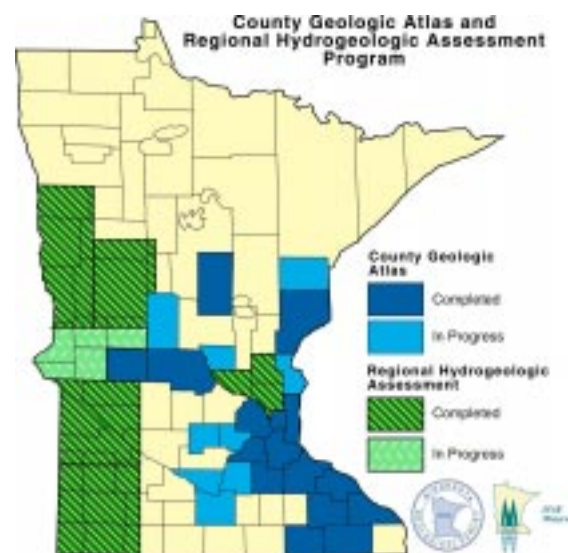 County Geologic Atlas and
Regional Hydrogeologic Assessment
Program
County Geologic
Atlas
Completed
In Progress
Regional Hydrogeologic
Assessment
Completed
In Progress